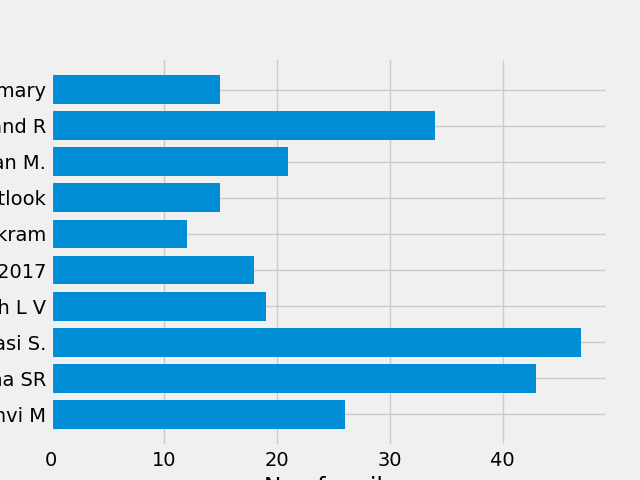 mary
and R
an M.
tlook
kram
2017
h L V
asi S.
na SR
nvi M
0 10 20 30 40